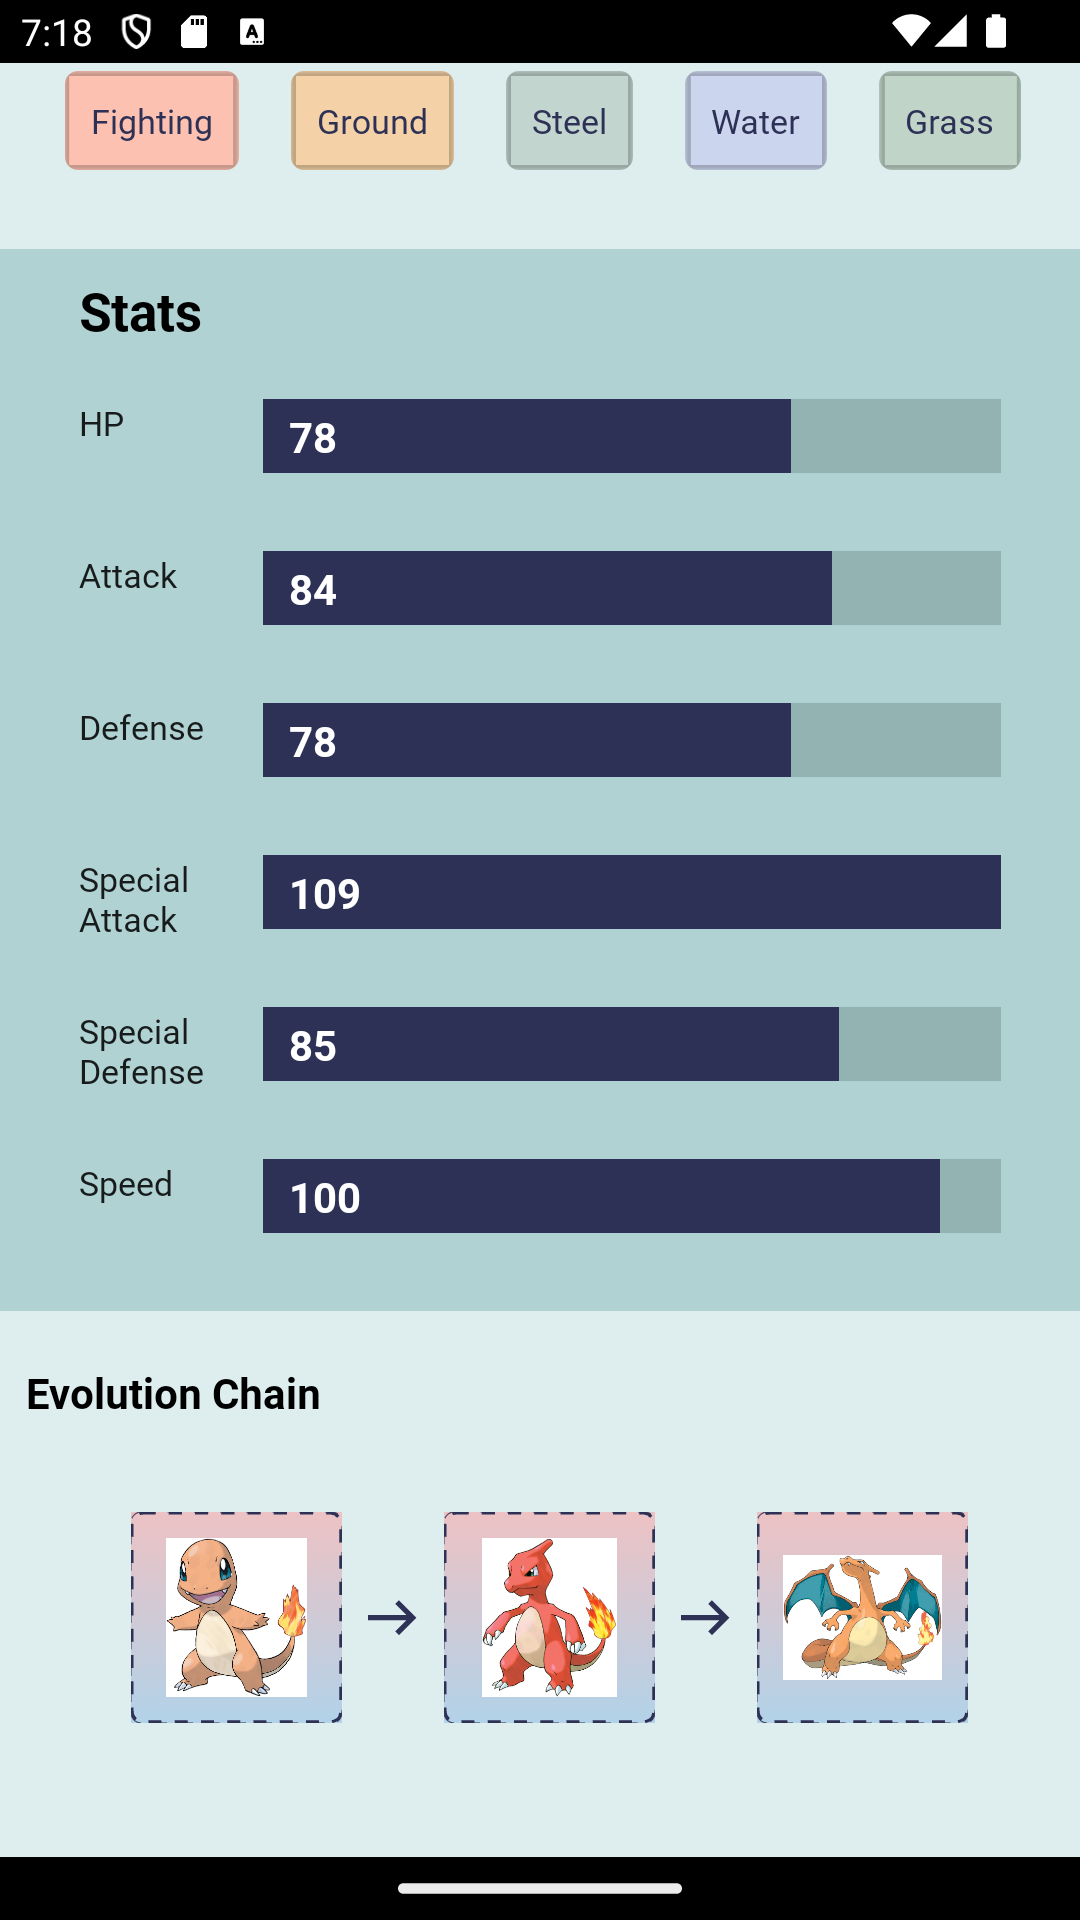 7:18
Fighting Ground Steel Water Grass
Stats
HP 78
Attack 84
Defense 78
Special Attack 109
Special Defense 85
Speed 100
Evolution Chain